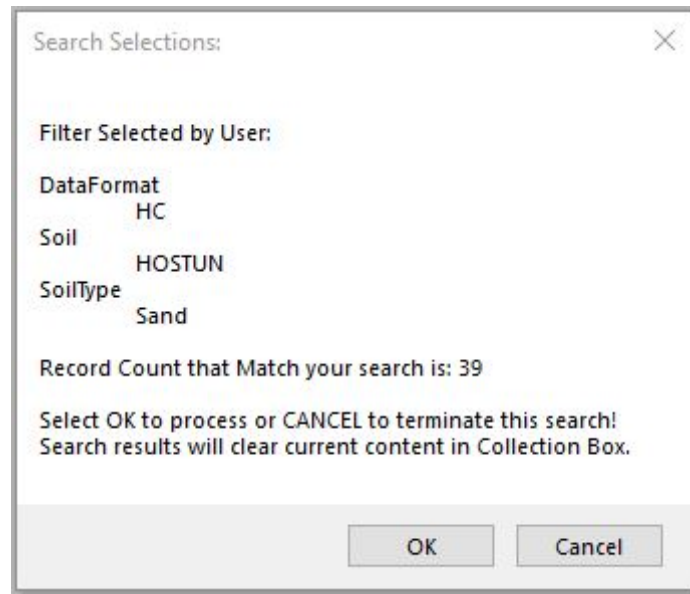 Search Selections:
Filter Selected by User:
DataFormat
HC
Soil
HOSTUN
SoilType
Sand
Record Count that Match your search is: 39
Select OK to process or CANCEL to terminate this search!
Search results will clear current content in Collection Box.
OK
Cancel